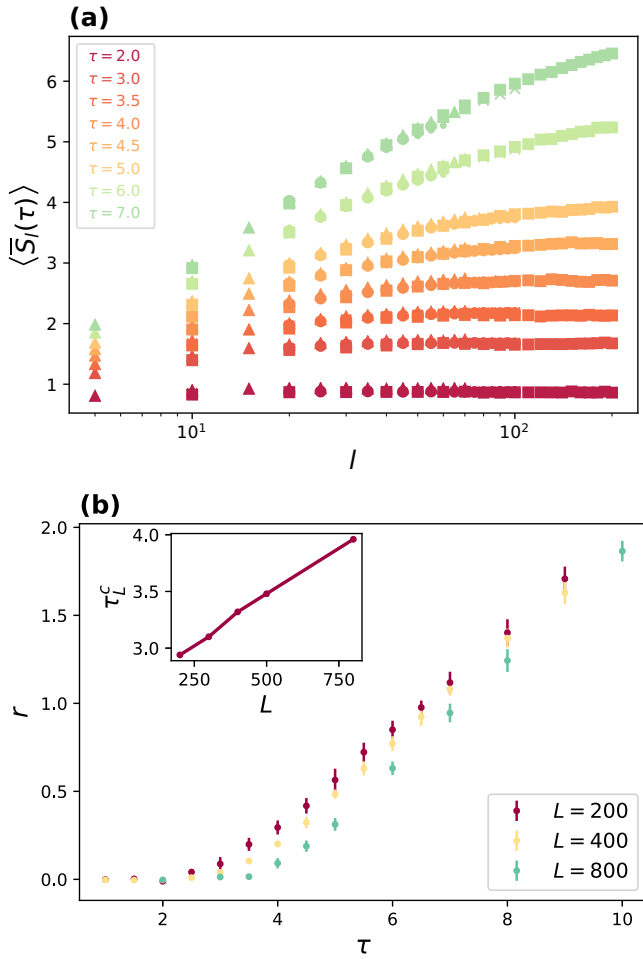 (a)
6
5
4
3
2
1
⟨S̅_l(τ)⟩
τ = 2.0
τ = 3.0
τ = 3.5
τ = 4.0
τ = 4.5
τ = 5.0
τ = 6.0
τ = 7.0
10¹
10²
l
(b)
2.0
1.5
1.0
0.5
0.0
r
4.0
3.5
3.0
τ_L^c
250
500
750
L
L = 200
L = 400
L = 800
2
4
6
8
10
τ